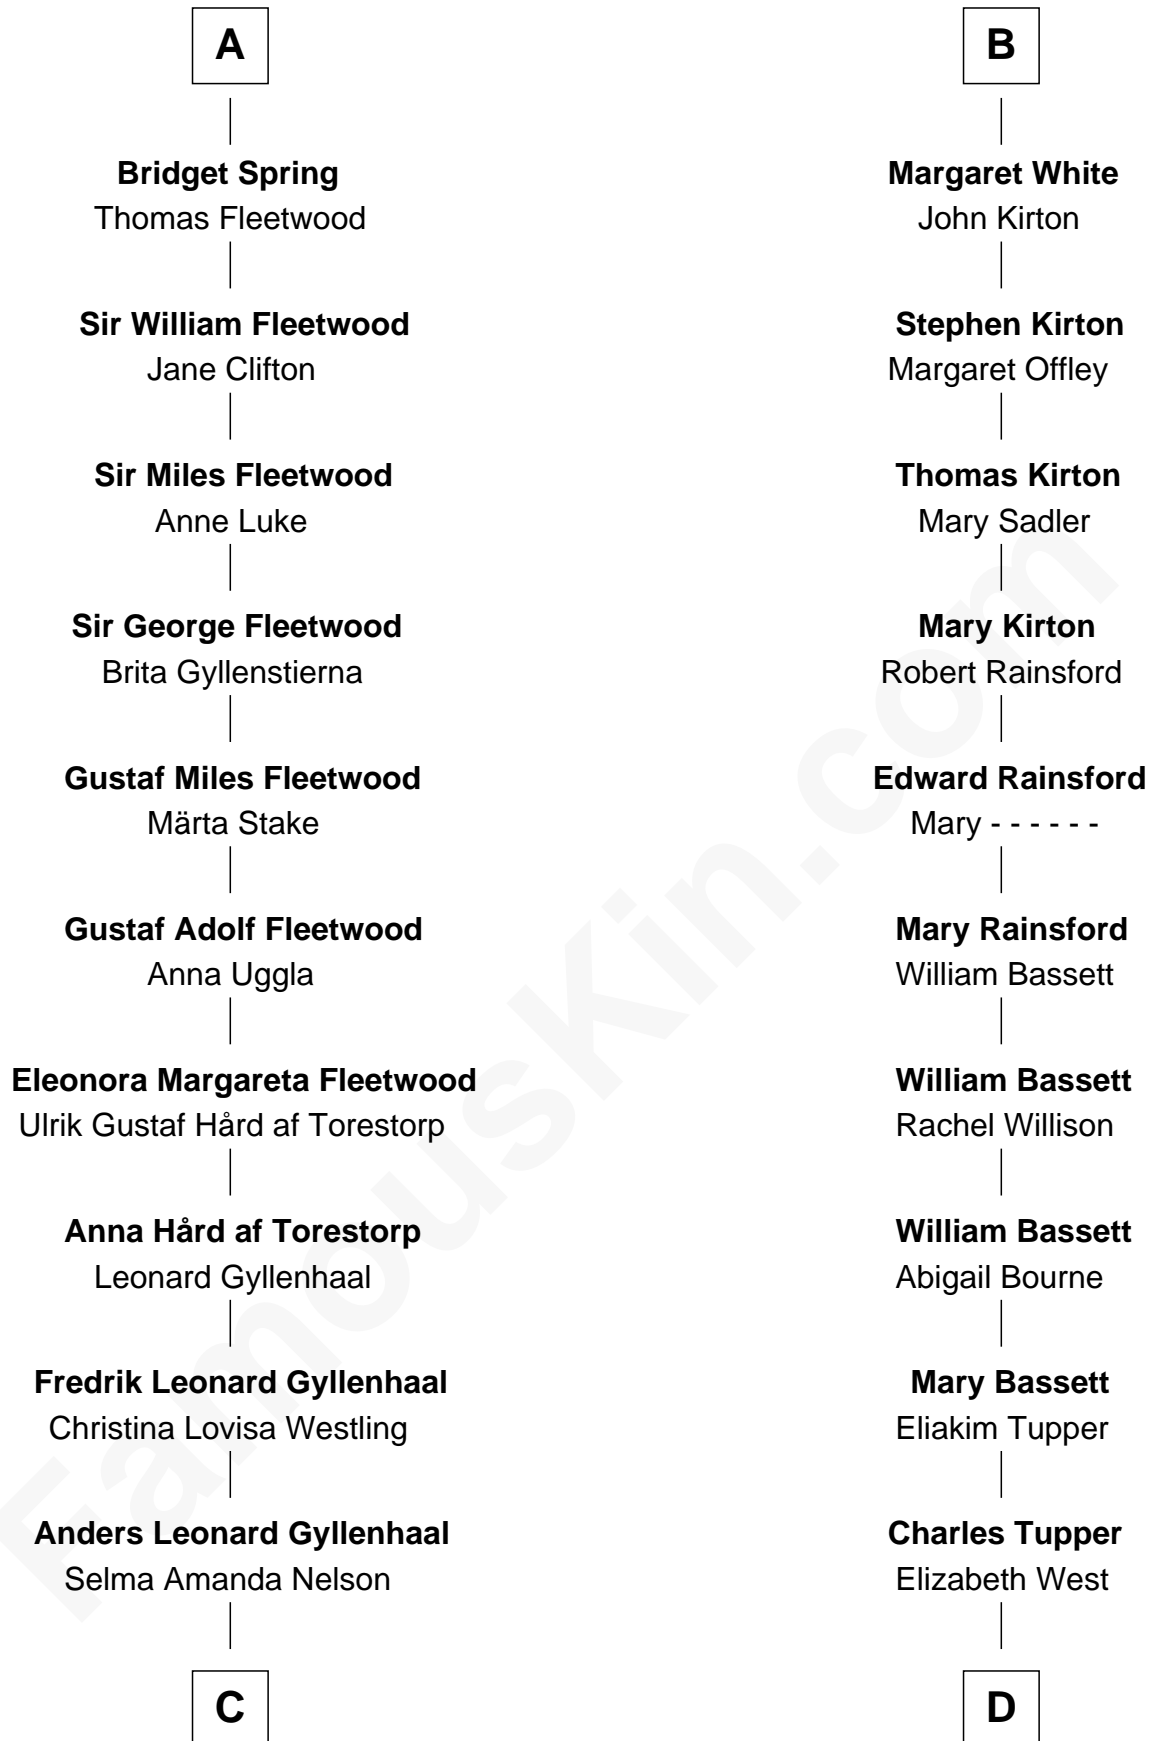 A
Bridget Spring
Thomas Fleetwood
Sir William Fleetwood
Jane Clifton
Sir Miles Fleetwood
Anne Luke
Sir George Fleetwood
Brita Gyllenstierna
Gustaf Miles Fleetwood
Märta Stake
Gustaf Adolf Fleetwood
Anna Uggla
Eleonora Margareta Fleetwood
Ulrik Gustaf Hård af Torestorp
Anna Hård af Torestorp
Leonard Gyllenhaal
Fredrik Leonard Gyllenhaal
Christina Lovisa Westling
Anders Leonard Gyllenhaal
Selma Amanda Nelson
C
B
Margaret White
John Kirton
Stephen Kirton
Margaret Offley
Thomas Kirton
Mary Sadler
Mary Kirton
Robert Rainsford
Edward Rainsford
Mary - - - - - -
Mary Rainsford
William Bassett
William Bassett
Rachel Willison
William Bassett
Abigail Bourne
Mary Bassett
Eliakim Tupper
Charles Tupper
Elizabeth West
D
FamousKin.com